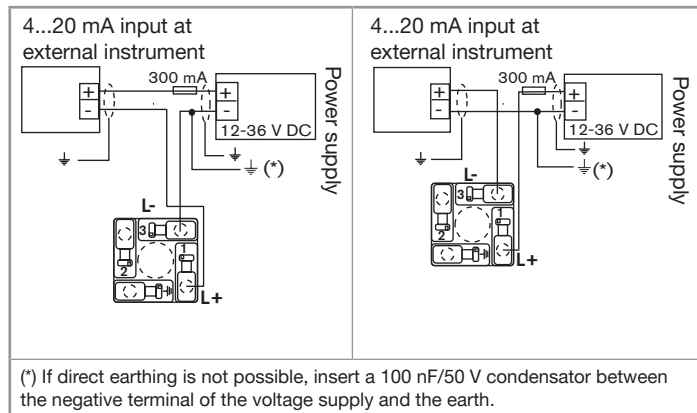 4...20 mA input at
external instrument
300 mA
+
-
+
-
12-36 V DC
Power supply
(*)
L-
3
1
2
L+
4...20 mA input at
external instrument
300 mA
+
-
+
-
12-36 V DC
Power supply
(*)
L-
3
1
2
L+
(*) If direct earthing is not possible, insert a 100 nF/50 V condensator between
the negative terminal of the voltage supply and the earth.